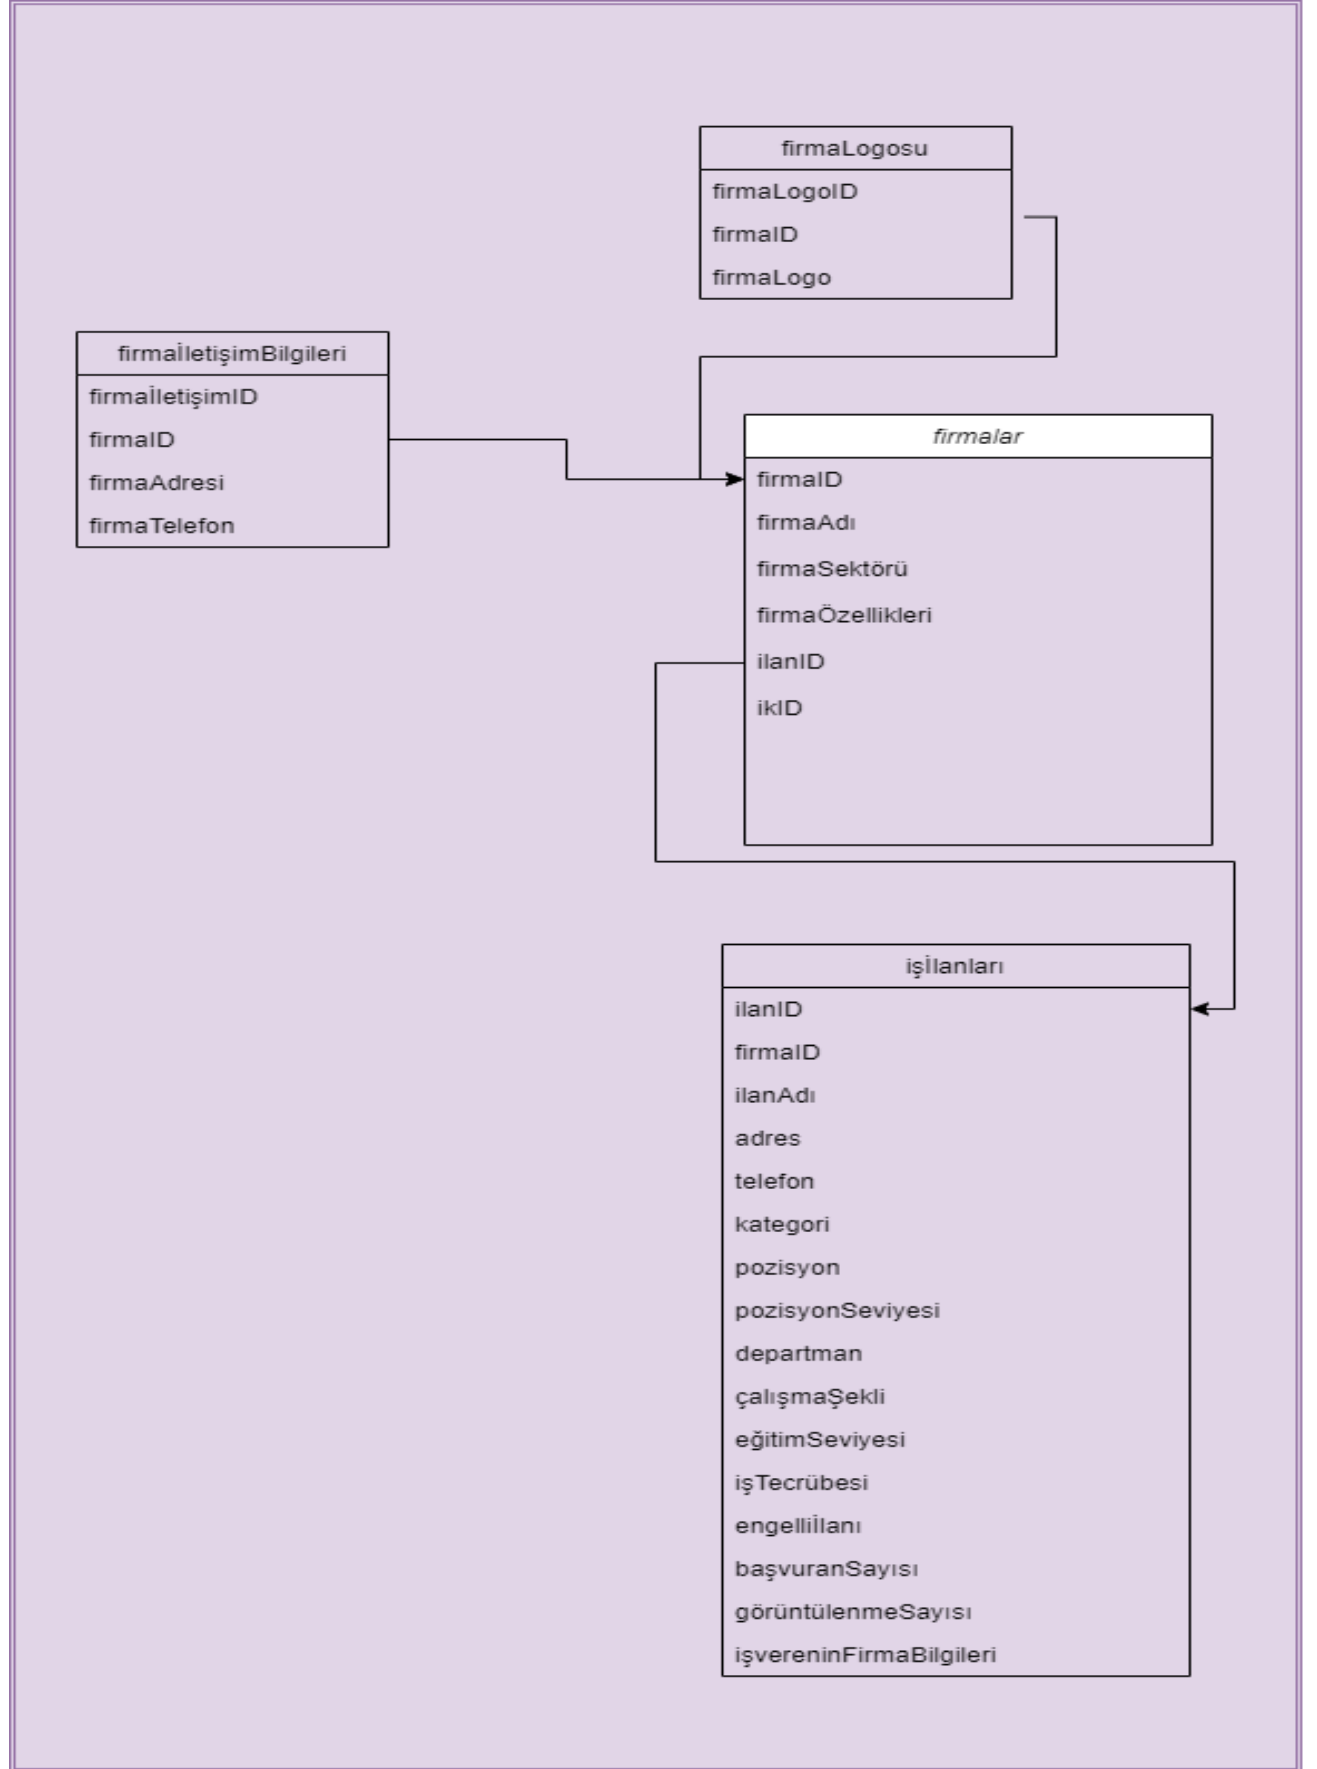 firmaLogosu
firmaLogoID
firmaID
firmaLogo
firmaİletişimBilgileri
firmaİletişimID
firmaID
firmaAdresi
firmaTelefon
firmalar
firmaID
firmaAdı
firmaSektörü
firmaÖzellikleri
ilanID
ikID
işİlanları
ilanID
firmaID
ilanAdı
adres
telefon
kategori
pozisyon
pozisyonSeviyesi
departman
çalışmaŞekli
eğitimSeviyesi
işTecrübesi
engelliİlanı
başvuranSayısı
görüntülenmeSayısı
işvereninFirmaBilgileri